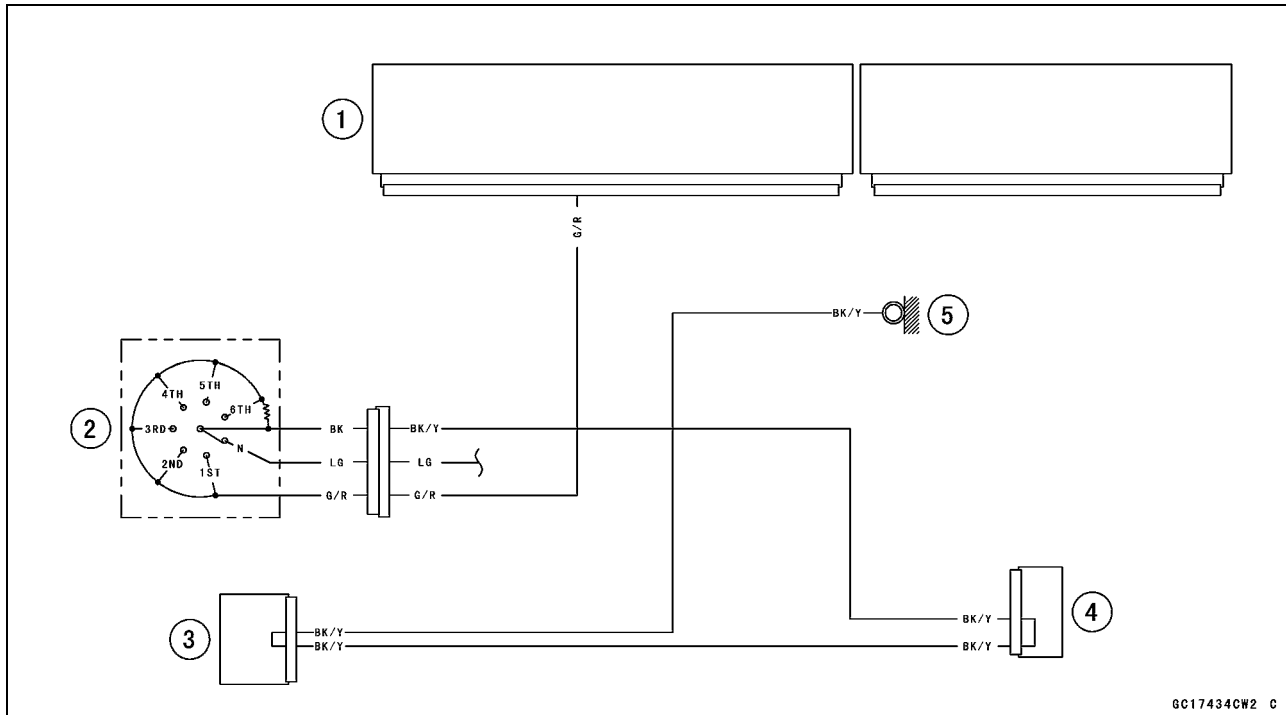 1
G/R
BK/Y
5
5TH
4TH
6TH
2
3RD
N
2ND
1ST
BK
BK/Y
LG
LG
G/R
G/R
3
BK/Y
BK/Y
BK/Y
BK/Y
4
GC17434CW2 C